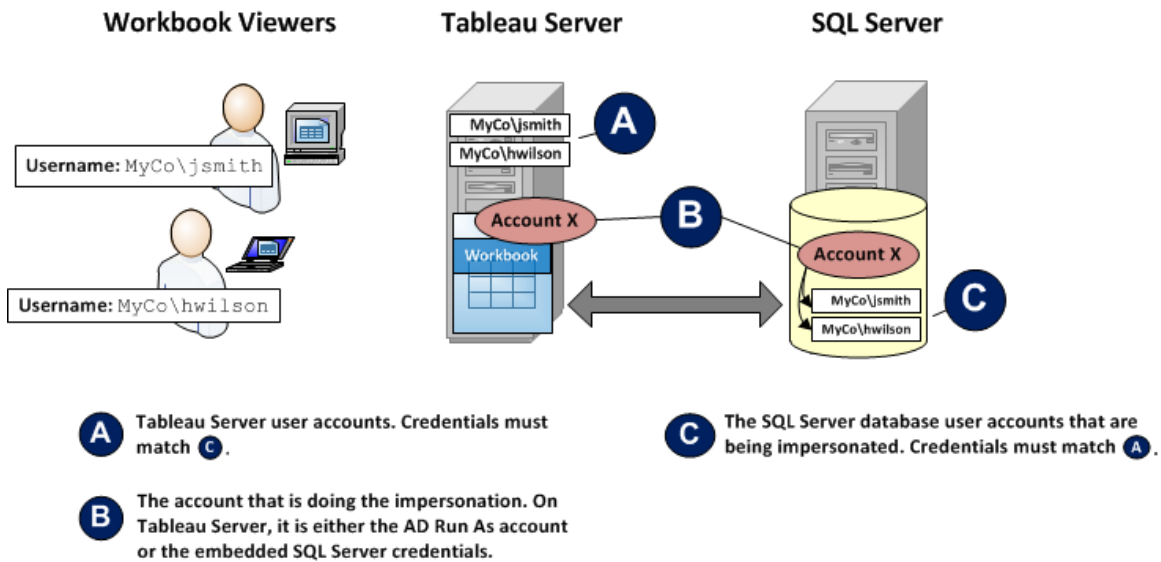 Workbook Viewers
Tableau Server
SQL Server
Username: MyCo\jsmith
Username: MyCo\hwilson
MyCo\jsmith
MyCo\hwilson
A
Account X
Workbook
B
Account X
MyCo\jsmith
MyCo\hwilson
C
A
Tableau Server user accounts. Credentials must
match C .
B
The account that is doing the impersonation. On
Tableau Server, it is either the AD Run As account
or the embedded SQL Server credentials.
C
The SQL Server database user accounts that are
being impersonated. Credentials must match A .